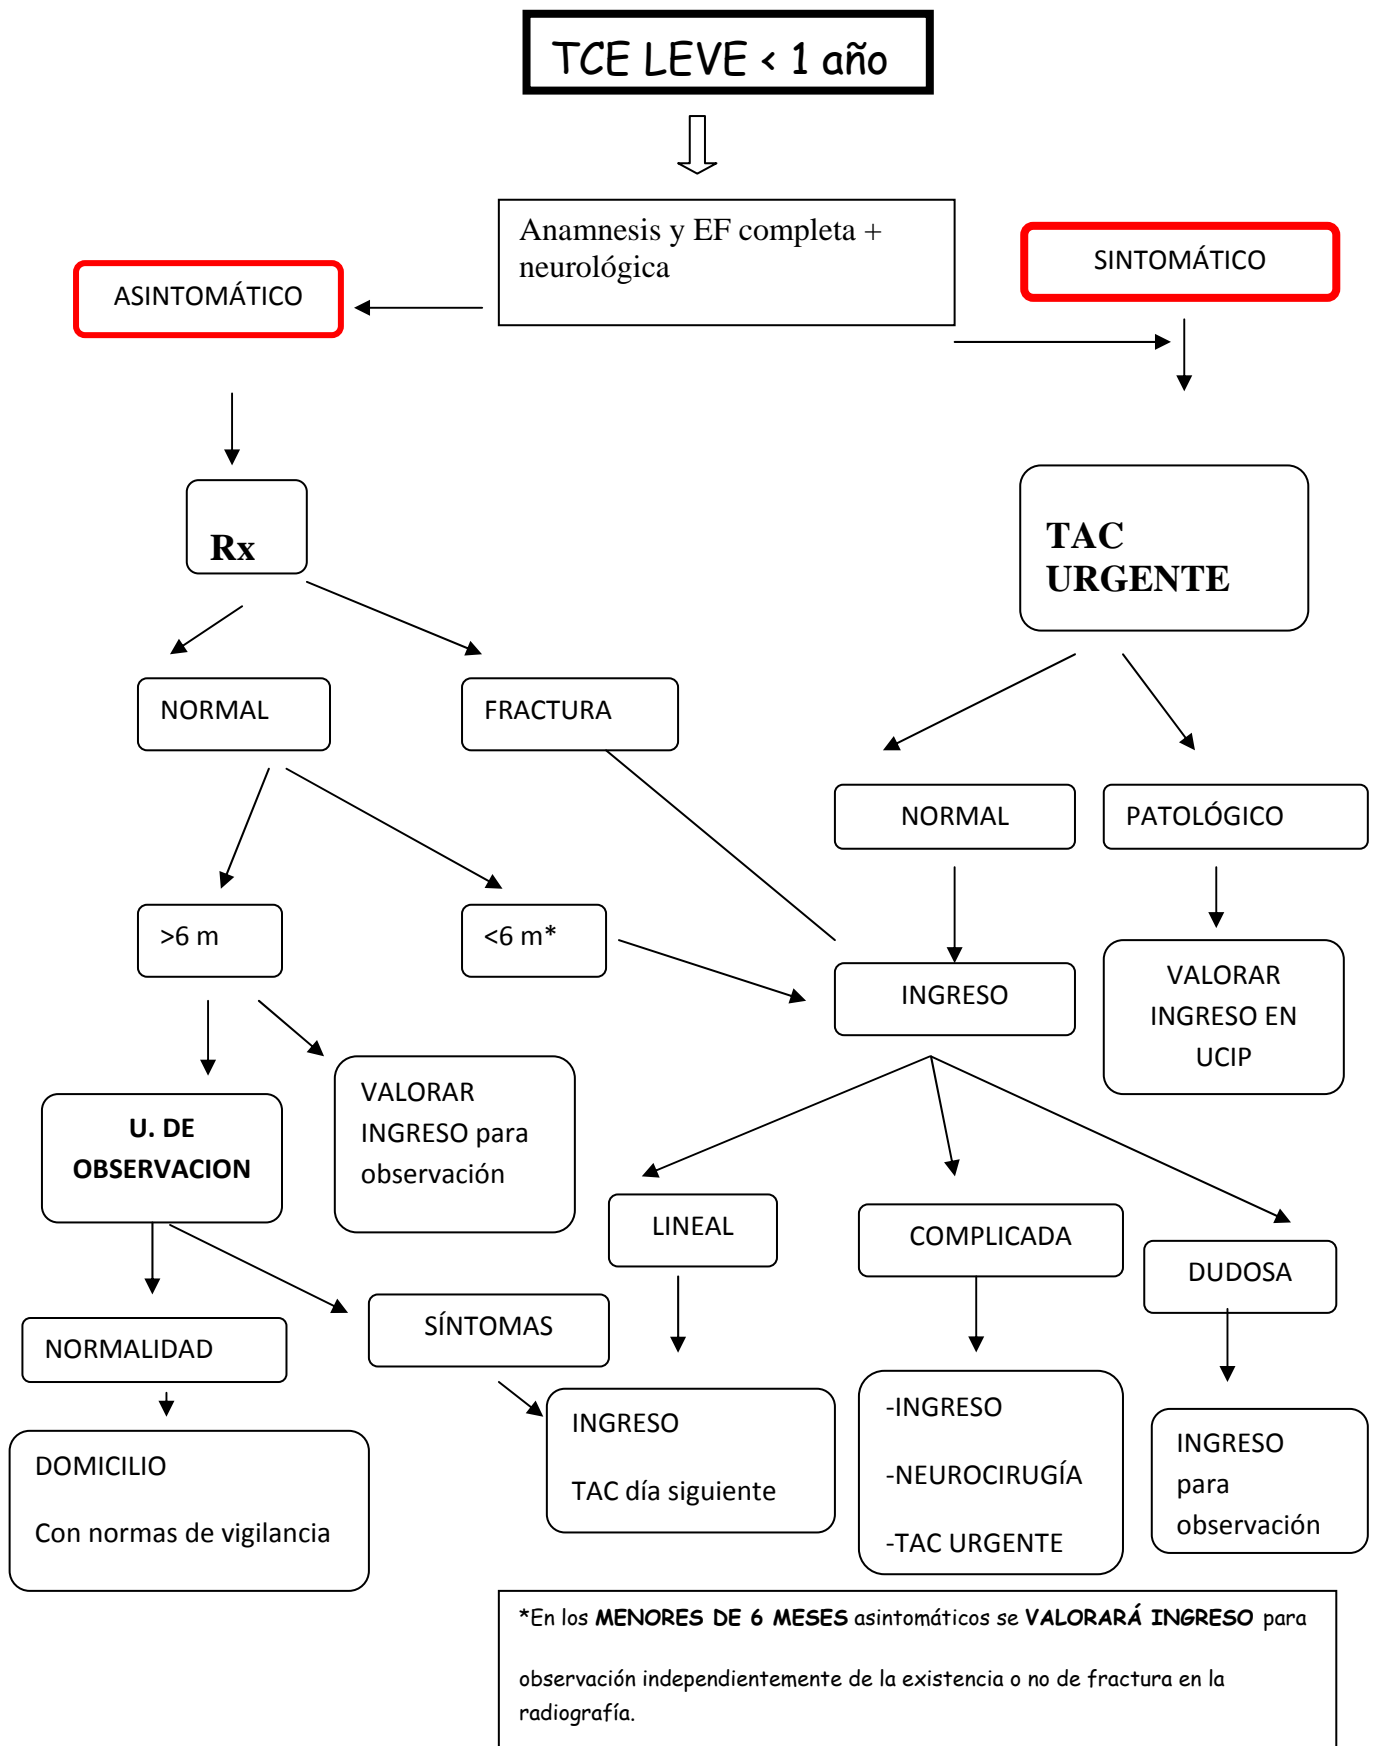 TCE LEVE < 1 año
Anamnesis y EF completa +
neurológica
SINTOMÁTICO
ASINTOMÁTICO
Rx
TAC
URGENTE
NORMAL
FRACTURA
NORMAL
PATOLÓGICO
>6 m
<6 m*
INGRESO
VALORAR
INGRESO EN
UCIP
U. DE
OBSERVACION
VALORAR
INGRESO para
observación
LINEAL
COMPLICADA
DUDOSA
NORMALIDAD
SÍNTOMAS
DOMICILIO
Con normas de vigilancia
INGRESO
TAC día siguiente
-INGRESO
-NEUROCIRUGÍA
-TAC URGENTE
INGRESO
para
observación
*En los MENORES DE 6 MESES asintomáticos se VALORARÁ INGRESO para
observación independientemente de la existencia o no de fractura en la
radiografía.